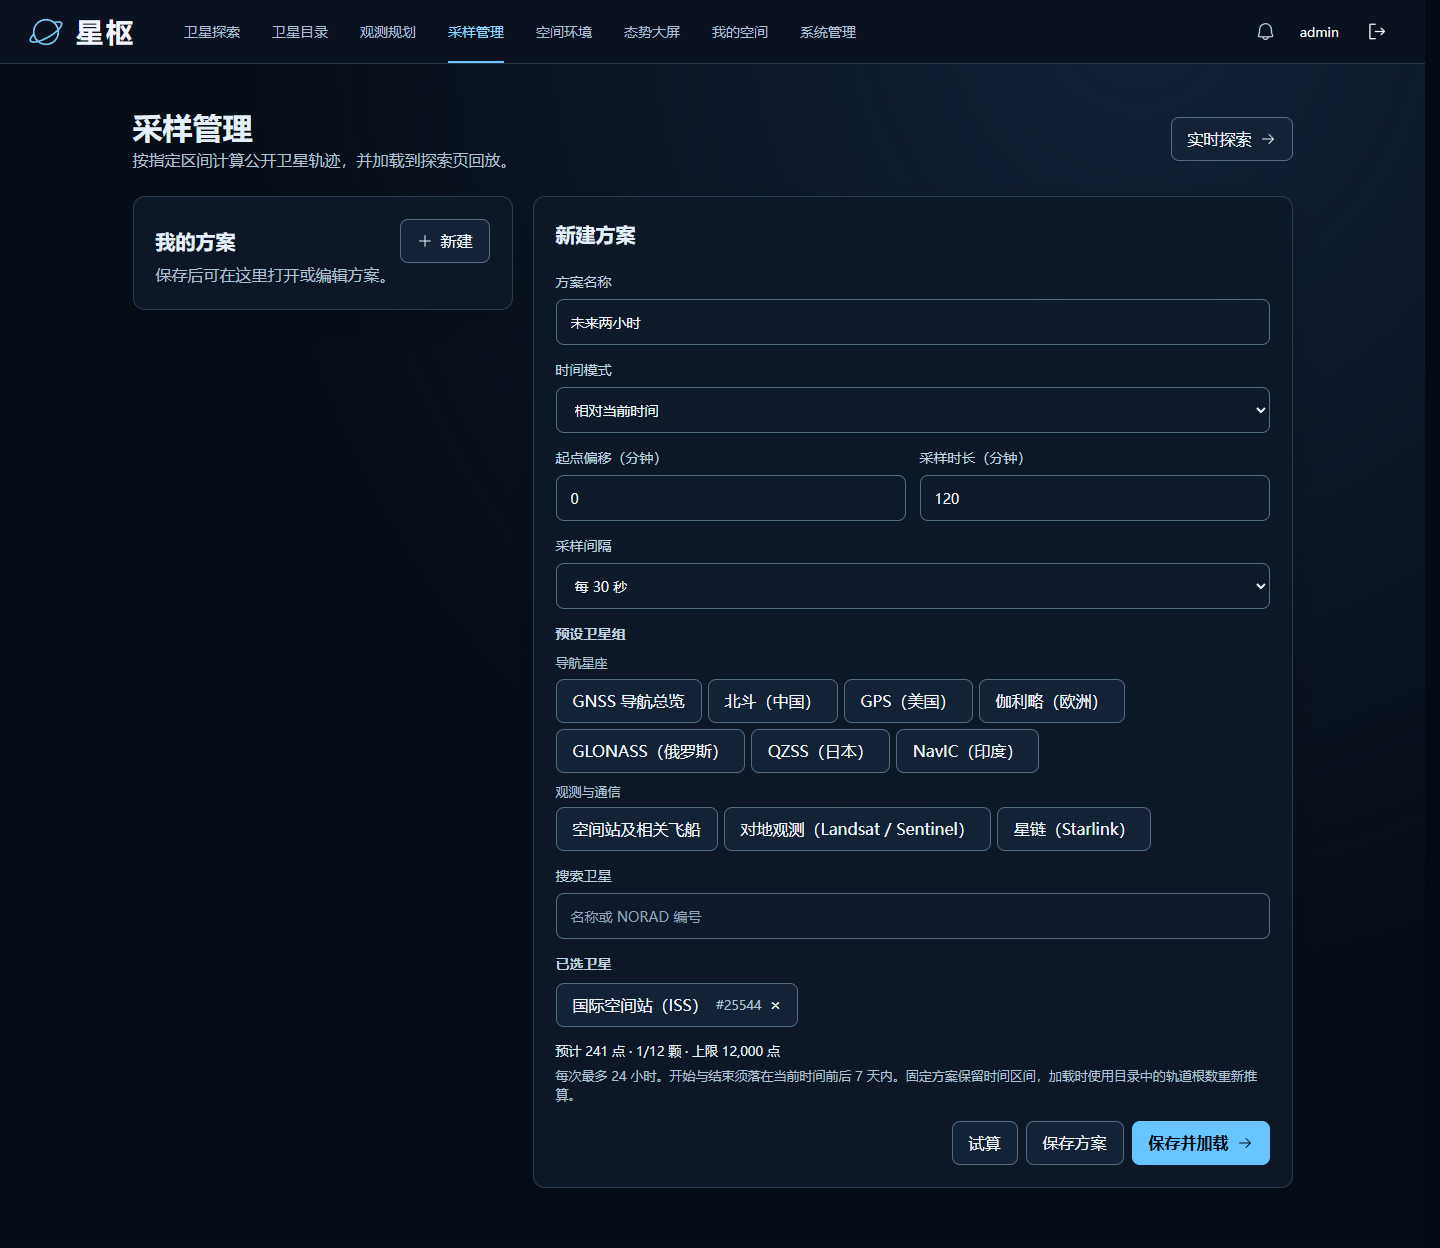 星枢
卫星探索 卫星目录 观测规划 采样管理 空间环境 态势大屏 我的空间 系统管理 admin
采样管理
按指定区间计算公开卫星轨迹，并加载到探索页回放。
实时探索 →
我的方案
+ 新建
保存后可在这里打开或编辑方案。
新建方案
方案名称
未来两小时
时间模式
相对当前时间
起点偏移（分钟） 采样时长（分钟）
0 120
采样间隔
每 30 秒
预设卫星组
导航星座
GNSS 导航总览 北斗（中国） GPS（美国） 伽利略（欧洲）
GLONASS（俄罗斯） QZSS（日本） NavIC（印度）
观测与通信
空间站及相关飞船 对地观测（Landsat / Sentinel） 星链（Starlink）
搜索卫星
名称或 NORAD 编号
已选卫星
国际空间站（ISS） #25544 ×
预计 241 点 · 1/12 颗 · 上限 12,000 点
每次最多 24 小时。开始与结束须落在当前时间前后 7 天内。固定方案保留时间区间，加载时使用目录中的轨道根数重新推
算。
试算 保存方案 保存并加载 →